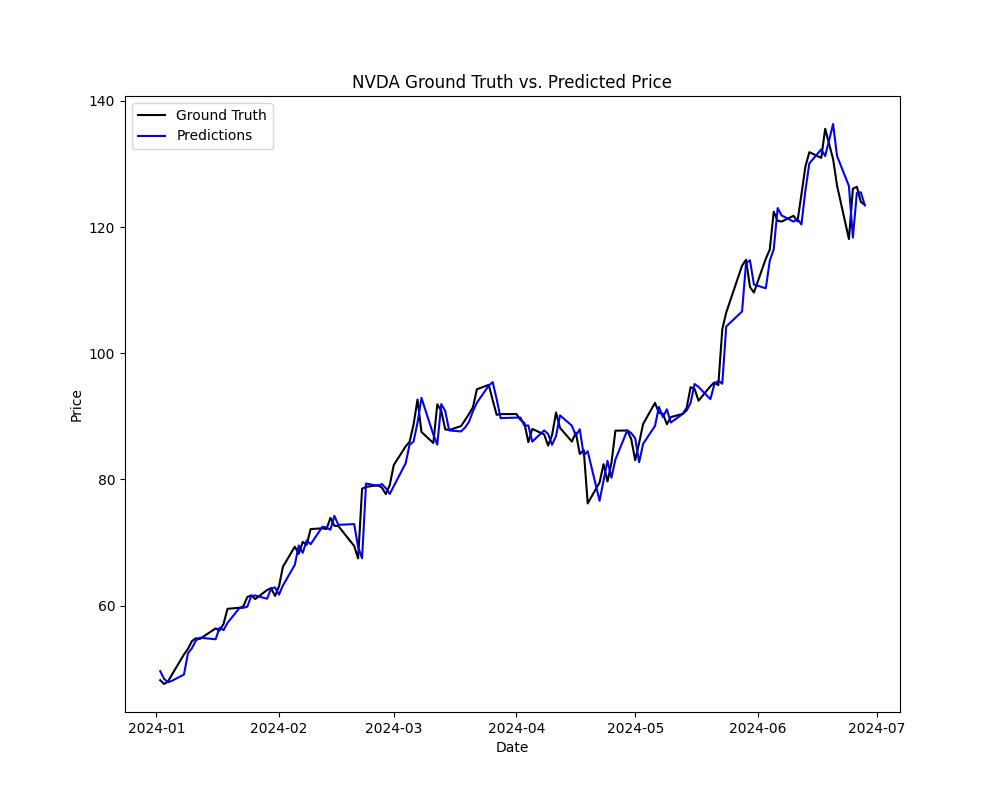 NVDA Ground Truth vs. Predicted Price
Ground Truth
Predictions
140
120
100
80
60
Price
2024-01 2024-02 2024-03 2024-04 2024-05 2024-06 2024-07
Date